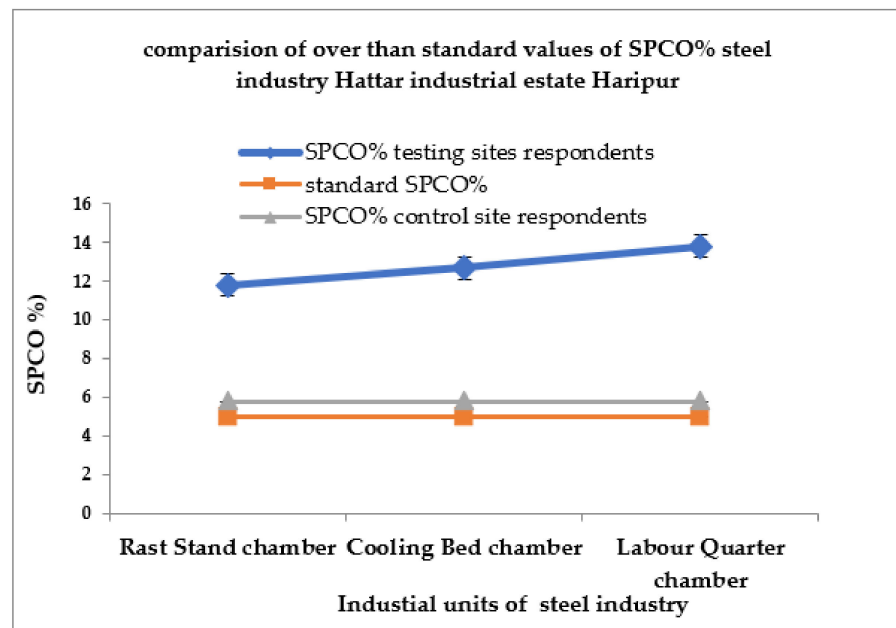 comparision of over than standard values of SPCO% steel
industry Hattar industrial estate Haripur
SPCO% testing sites respondents
standard SPCO%
SPCO% control site respondents
16
14
12
10
8
6
4
2
0
SPCO %)
Rast Stand chamber Cooling Bed chamber Labour Quarter
chamber
Industial units of steel industry